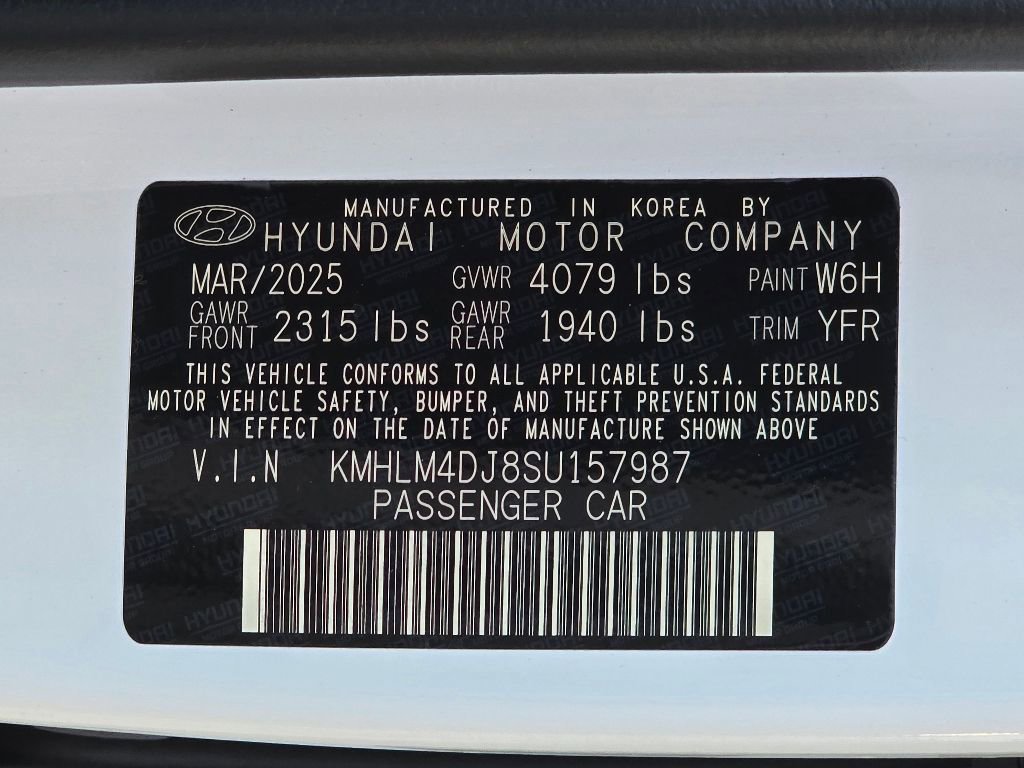 MANUFACTURED IN KOREA BY
HYUNDAI MOTOR COMPANY
MAR/2025 GVWR 4079 lbs PAINT W6H
GAWR FRONT 2315 lbs GAWR REAR 1940 lbs TRIM YFR
THIS VEHICLE CONFORMS TO ALL APPLICABLE U.S.A. FEDERAL
MOTOR VEHICLE SAFETY, BUMPER, AND THEFT PREVENTION STANDARDS
IN EFFECT ON THE DATE OF MANUFACTURE SHOWN ABOVE
V.I.N KMHLM4DJ8SU157987
PASSENGER CAR